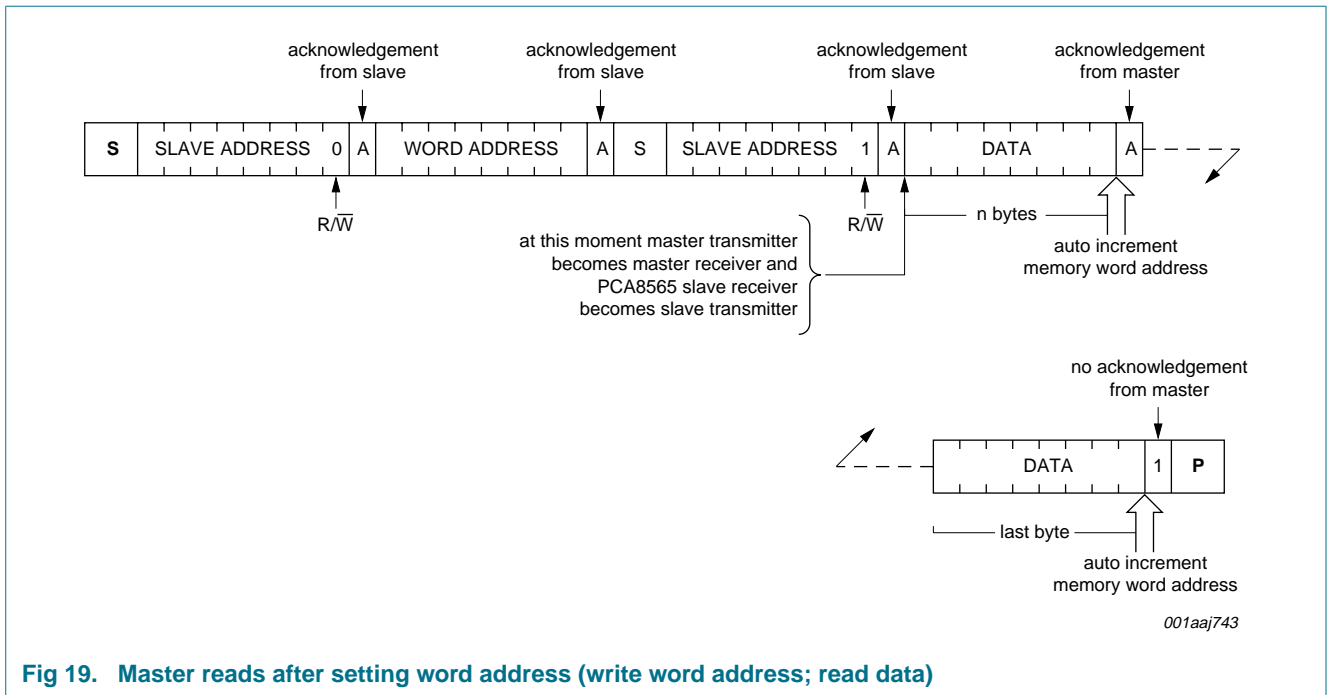 acknowledgement
from slave
acknowledgement
from slave
acknowledgement
from slave
acknowledgement
from master
S SLAVE ADDRESS 0 A WORD ADDRESS A S SLAVE ADDRESS 1 A DATA A
R/W̅
R/W̅
n bytes
at this moment master transmitter
becomes master receiver and
PCA8565 slave receiver
becomes slave transmitter
auto increment
memory word address
no acknowledgement
from master
DATA 1 P
last byte
auto increment
memory word address
001aaj743
Fig 19. Master reads after setting word address (write word address; read data)